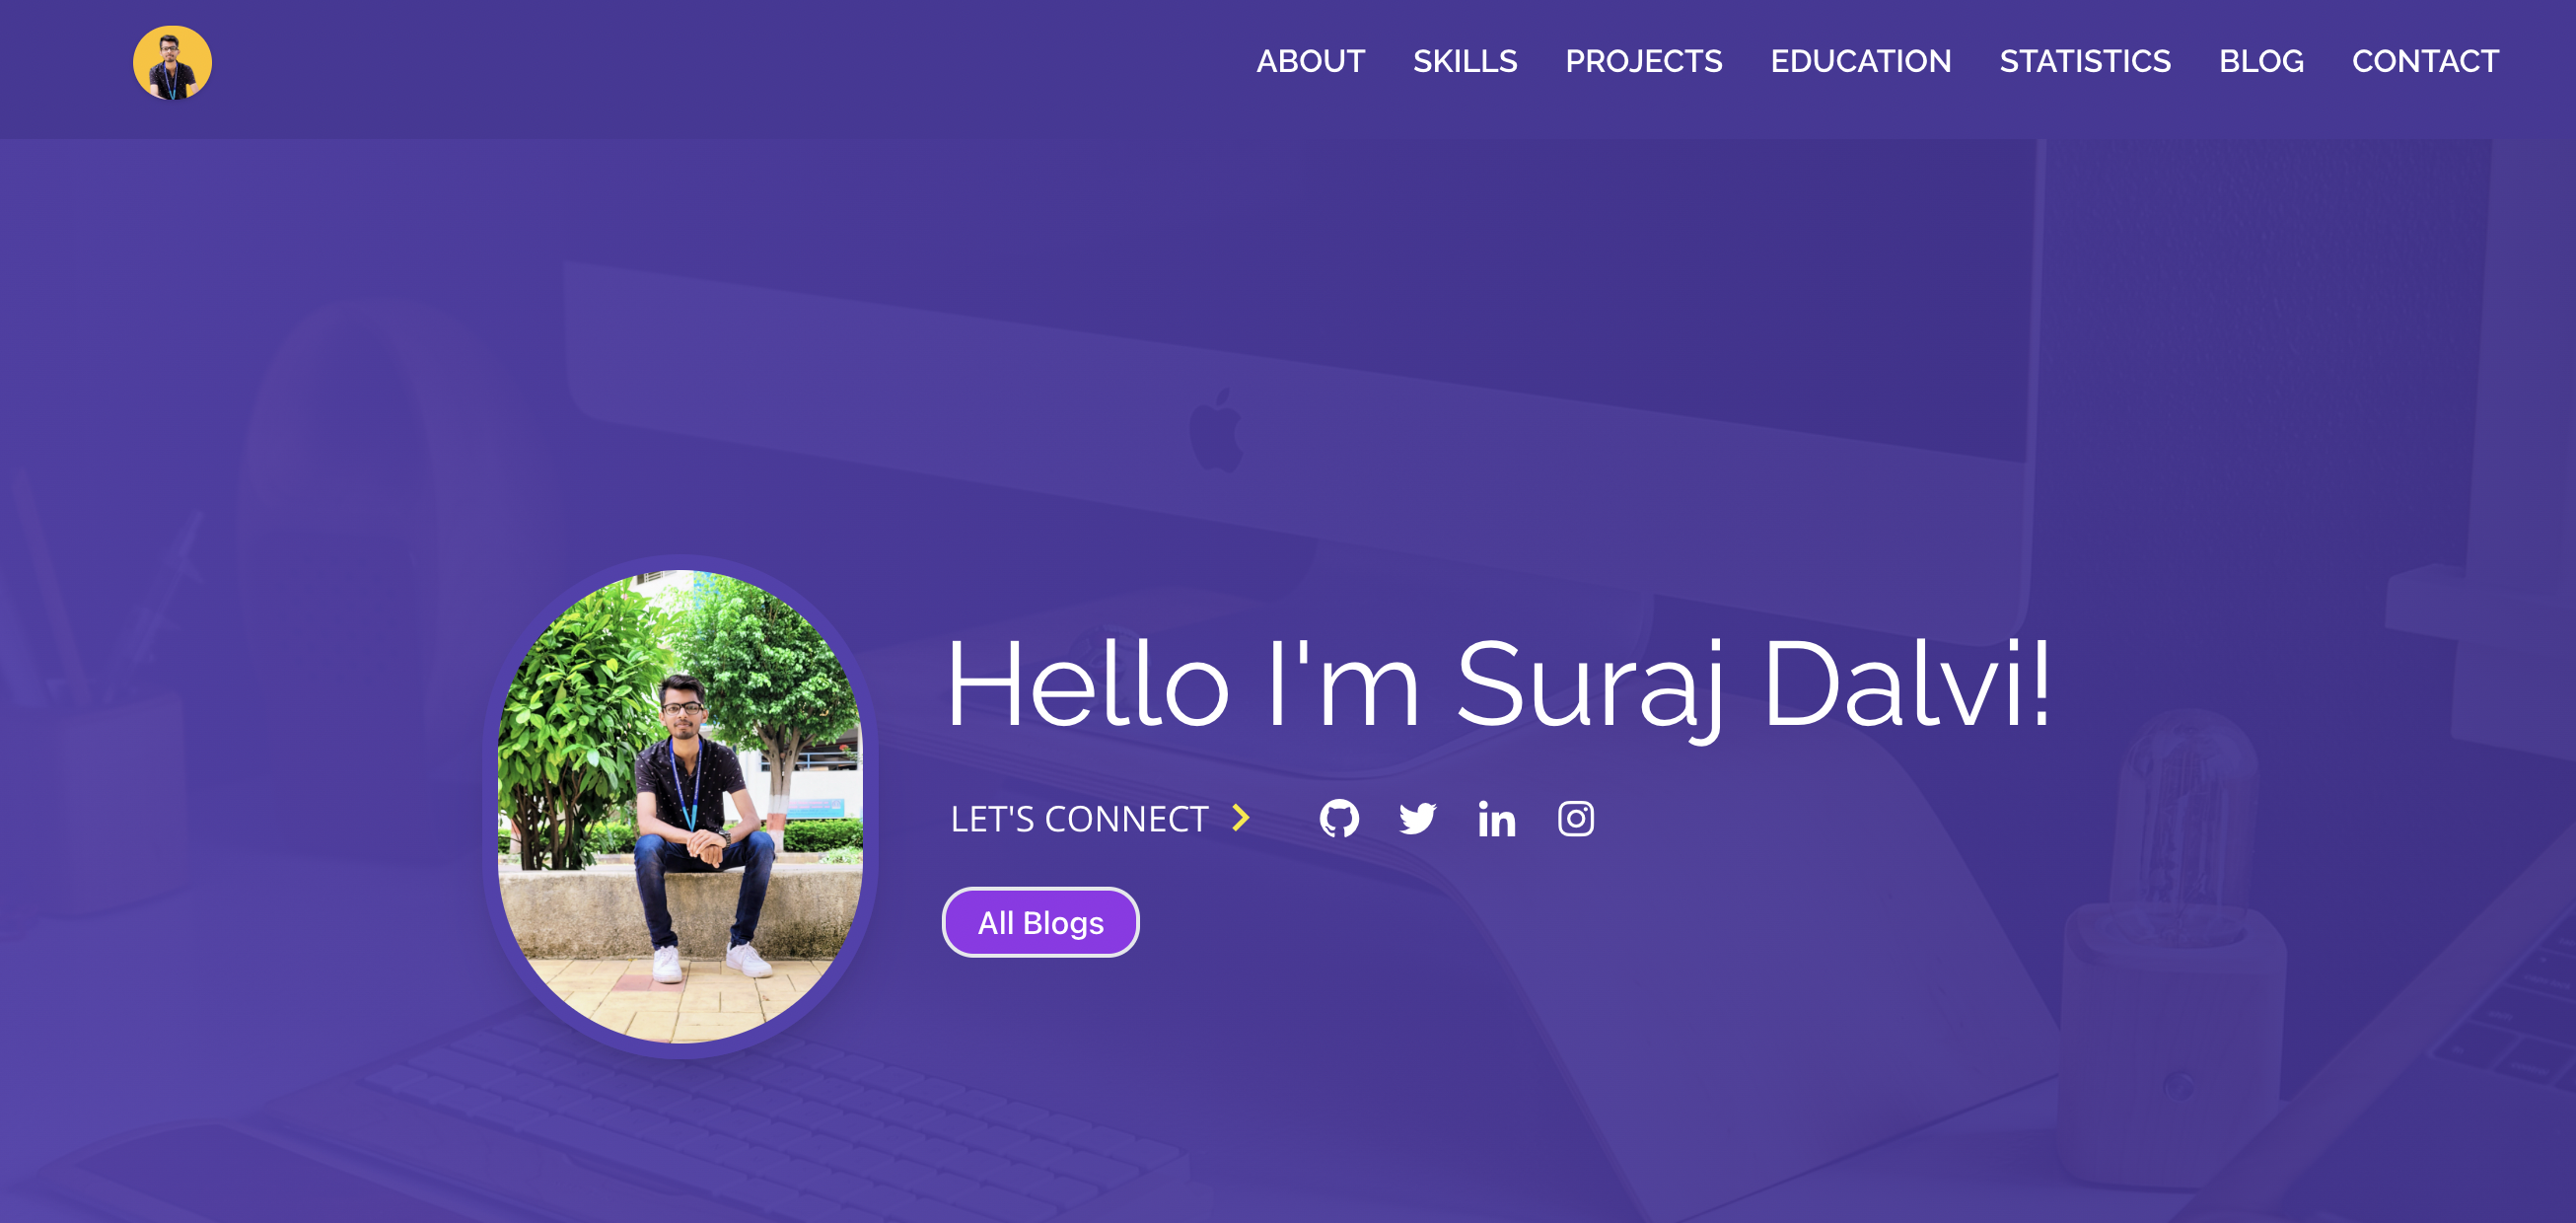 ABOUT SKILLS PROJECTS EDUCATION STATISTICS BLOG CONTACT
Hello I'm Suraj Dalvi!
LET'S CONNECT
All Blogs